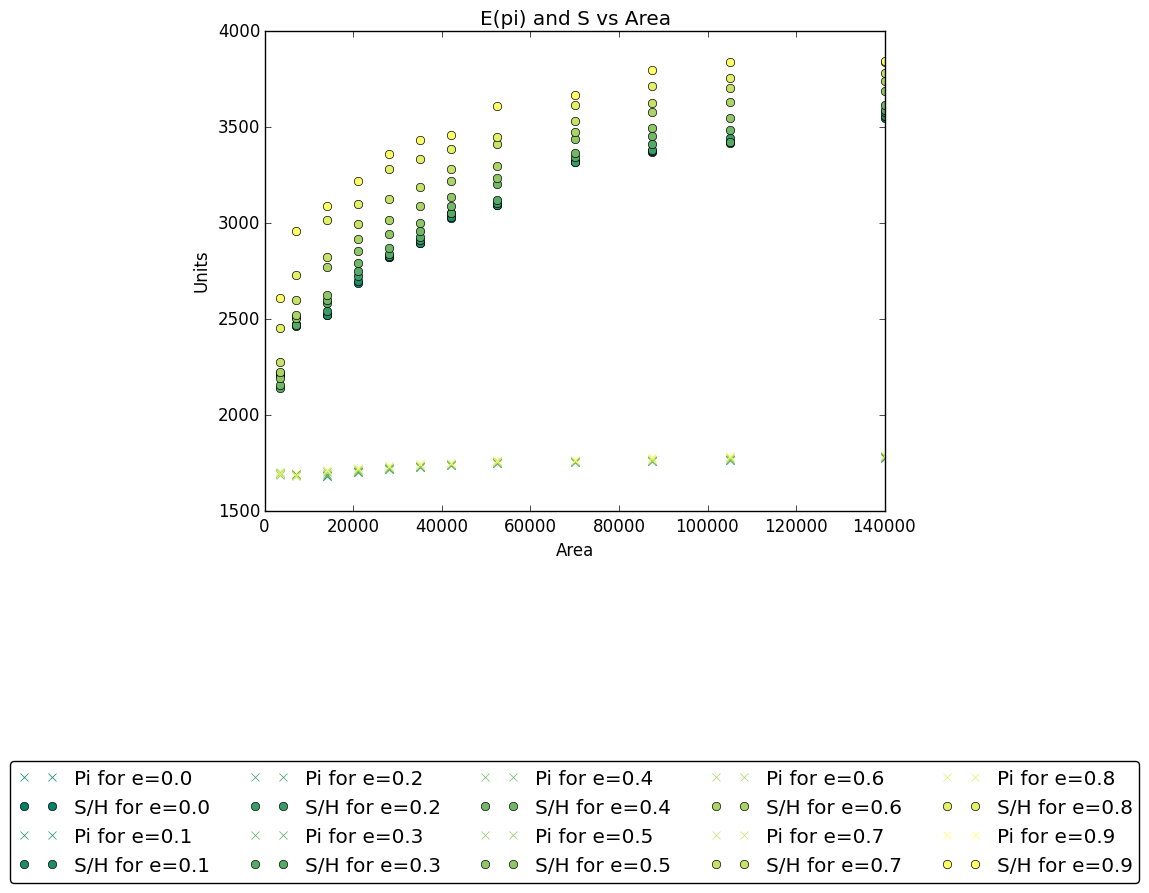 E(pi) and S vs Area
4000
3500
3000
2500
2000
1500
Units
0 20000 40000 60000 80000 100000 120000 140000
Area
Pi for e=0.0 Pi for e=0.2 Pi for e=0.4 Pi for e=0.6 Pi for e=0.8
S/H for e=0.0 S/H for e=0.2 S/H for e=0.4 S/H for e=0.6 S/H for e=0.8
Pi for e=0.1 Pi for e=0.3 Pi for e=0.5 Pi for e=0.7 Pi for e=0.9
S/H for e=0.1 S/H for e=0.3 S/H for e=0.5 S/H for e=0.7 S/H for e=0.9